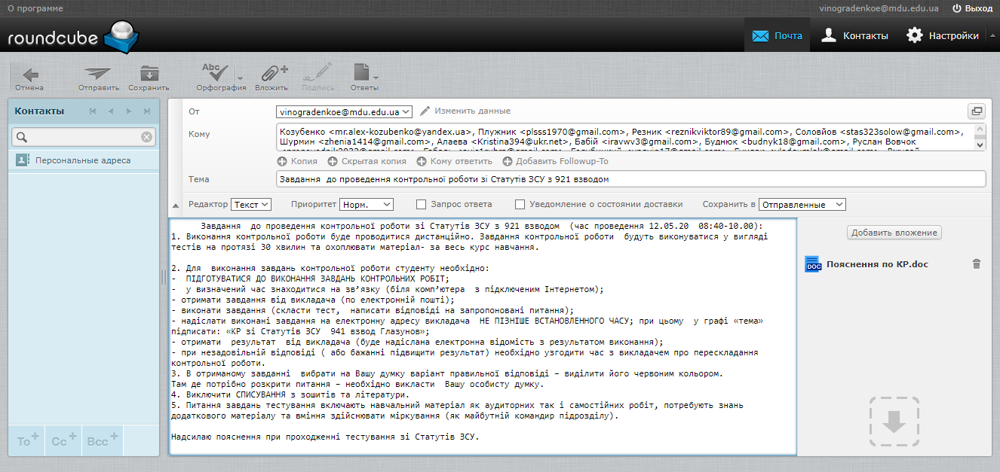 О программе
vinogradenkoe@mdu.edu.ua Выход
roundcube
Почта Контакты Настройки
Отмена Отправить Сохранить Abc Орфография Вложить Подпись Ответы
Контакты
Персональные адреса
To+ Cc+ Bcc+
От vinogradenkoe@mdu.edu.ua Изменить данные
Кому Козубенко <mr.alex-kozubenko@yandex.ua>, Плужник <plsss1970@gmail.com>, Резник <reznikviktor89@gmail.com>, Соловйов <stas323solow@gmail.com>,
Шурмин <zhenia1414@gmail.com>, Алаева <Kristina394@ukr.net>, Бабій <iravwv3@gmail.com>, Буднюк <budnyk18@gmail.com>, Руслан Вовчок
Копия Скрытая копия Кому ответить Добавить Followup-To
Тема Завдання  до проведення контрольної роботи зі Статутів ЗСУ з 921 взводом
Редактор Текст Приоритет Норм. Запрос ответа Уведомление о состоянии доставки Сохранить в Отправленные
Завдання  до проведення контрольної роботи зі Статутів ЗСУ з 921 взводом  (час проведення 12.05.20  08:40-10.00):
1. Виконання контрольної роботи буде проводитися дистанційно. Завдання контрольної роботи  будуть виконуватися у вигляді
тестів на протязі 30 хвилин та охоплювати матеріал- за весь курс навчання.
2. Для  виконання завдань контрольної роботи студенту необхідно:
-  ПІДГОТУВАТИСЯ ДО ВИКОНАННЯ ЗАВДАНЬ КОНТРОЛЬНИХ РОБІТ;
-  у визначений час знаходитися на зв’язку (біля комп’ютера  з підключеним Інтернетом);
- отримати завдання від викладача (по електронній пошті);
- виконати завдання (скласти тест,  написати відповіді на запропоновані питання);
- надіслати виконані завдання на електронну адресу викладача  НЕ ПІЗНІШЕ ВСТАНОВЛЕННОГО ЧАСУ; при цьому  у графі «тема»
підписати: «КР зі Статутів ЗСУ  941 взвод Глазунов»;
- отримати  результат  від викладача (буде надіслана електронна відомість з результатом виконання);
- при незадовільній відповіді ( або бажанні підвищити результат) необхідно узгодити час з викладачем про перескладання
контрольної роботи.
3. В отриманому завданні  вибрати на Вашу думку варіант правильної відповіді – виділити його червоним кольором.
Там де потрібно розкрити питання – необхідно викласти  Вашу особисту думку.
4. Виключити СПИСУВАННЯ з зошитів та літератури.
5. Питання завдань тестування включають навчальний матеріал як аудиторних так і самостійних робіт, потребують знань
додаткового матеріалу та вміння здійснювати міркування (як майбутній командир підрозділу).
Надсилаю пояснення при проходженні тестування зі Статутів ЗСУ.
Добавить вложение
DOC Пояснення по КР.doc